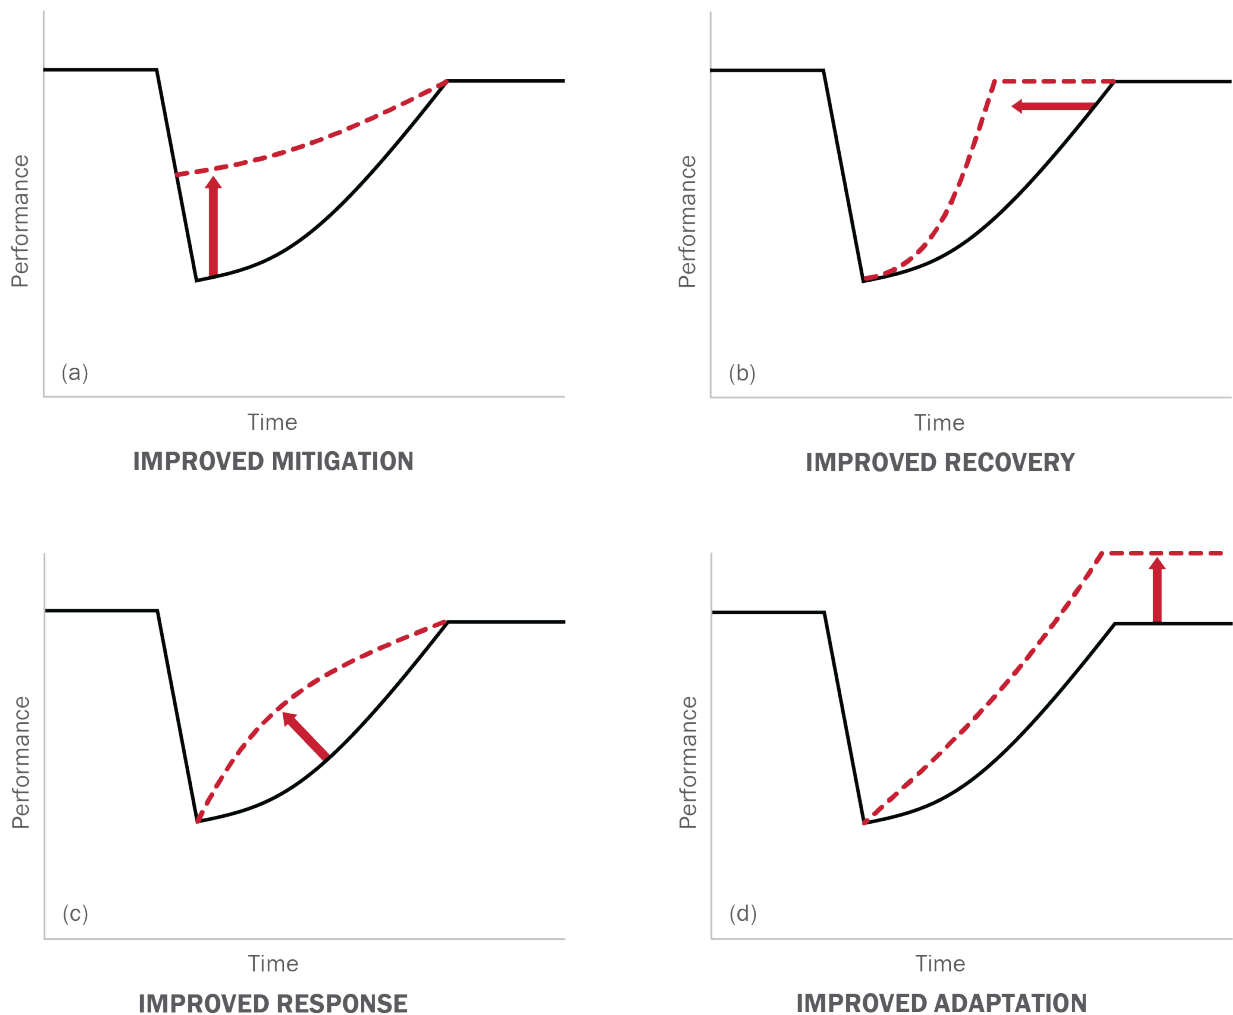 Performance
(a)
Time
IMPROVED MITIGATION
Performance
(b)
Time
IMPROVED RECOVERY
Performance
(c)
Time
IMPROVED RESPONSE
Performance
(d)
Time
IMPROVED ADAPTATION